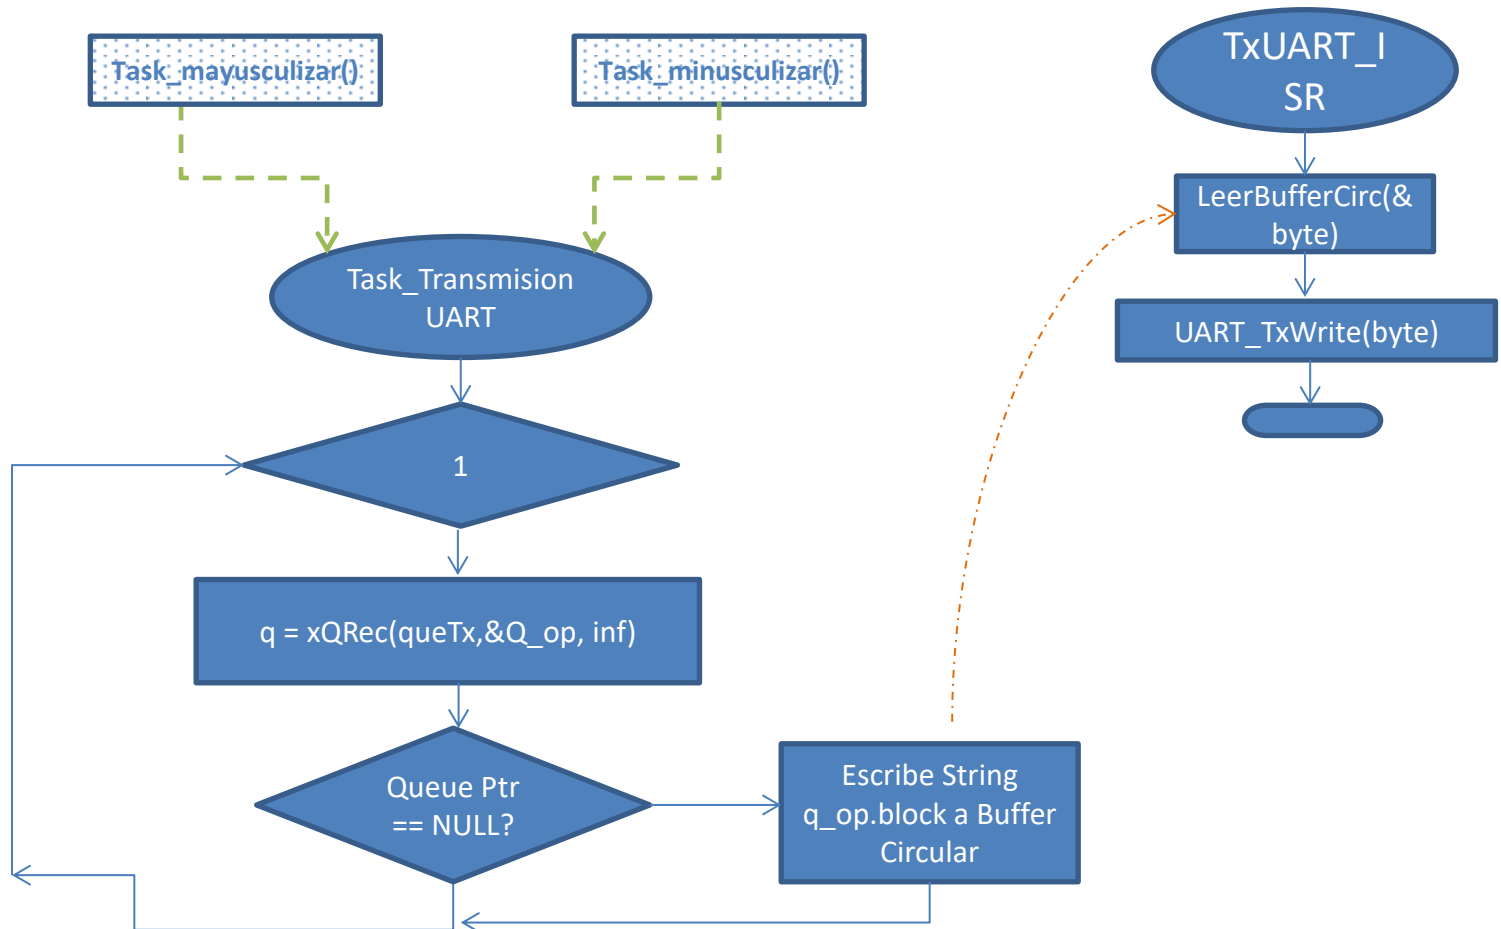 Task_mayusculizar()
Task_minusculizar()
TxUART_I
SR
LeerBufferCirc(&
byte)
UART_TxWrite(byte)
Task_Transmision
UART
1
q = xQRec(queTx,&Q_op, inf)
Queue Ptr
== NULL?
Escribe String
q_op.block a Buffer
Circular